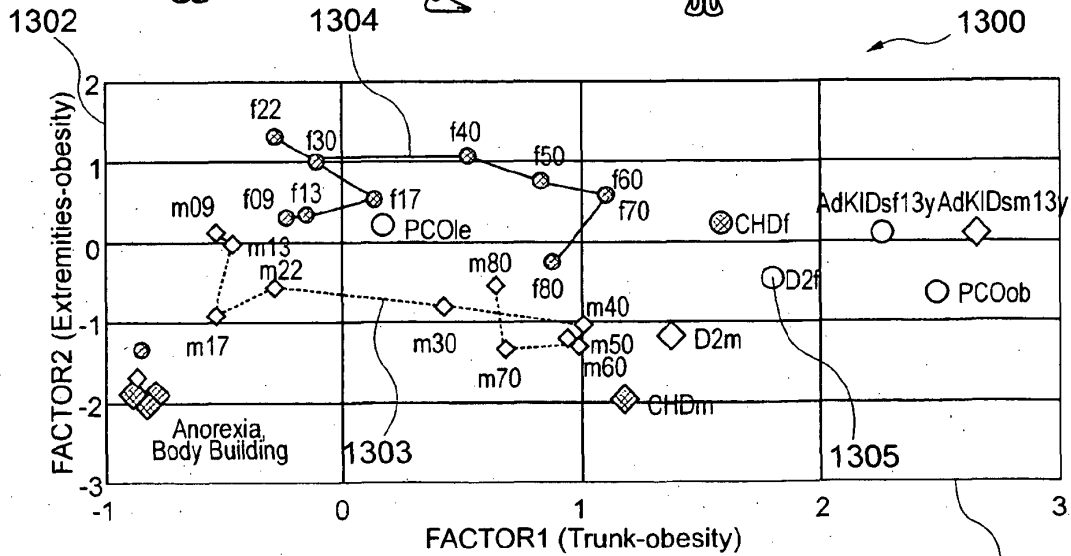 1302
1304
1300
2
f22
f40
f30
f50
1
f60
f09
f13
f17
f70
AdKIDsf13y
AdKIDsm13y
m09
PCOle
CHDf
0
m13
m80
m22
f80
D2f
PCOob
m40
-1
m17
m30
m50
D2m
m70
m60
-2
CHDm
Anorexia,
Body Building
1303
1305
-3
-1
0
1
2
3
FACTOR1 (Trunk-obesity)
FACTOR2 (Extremities-obesity)